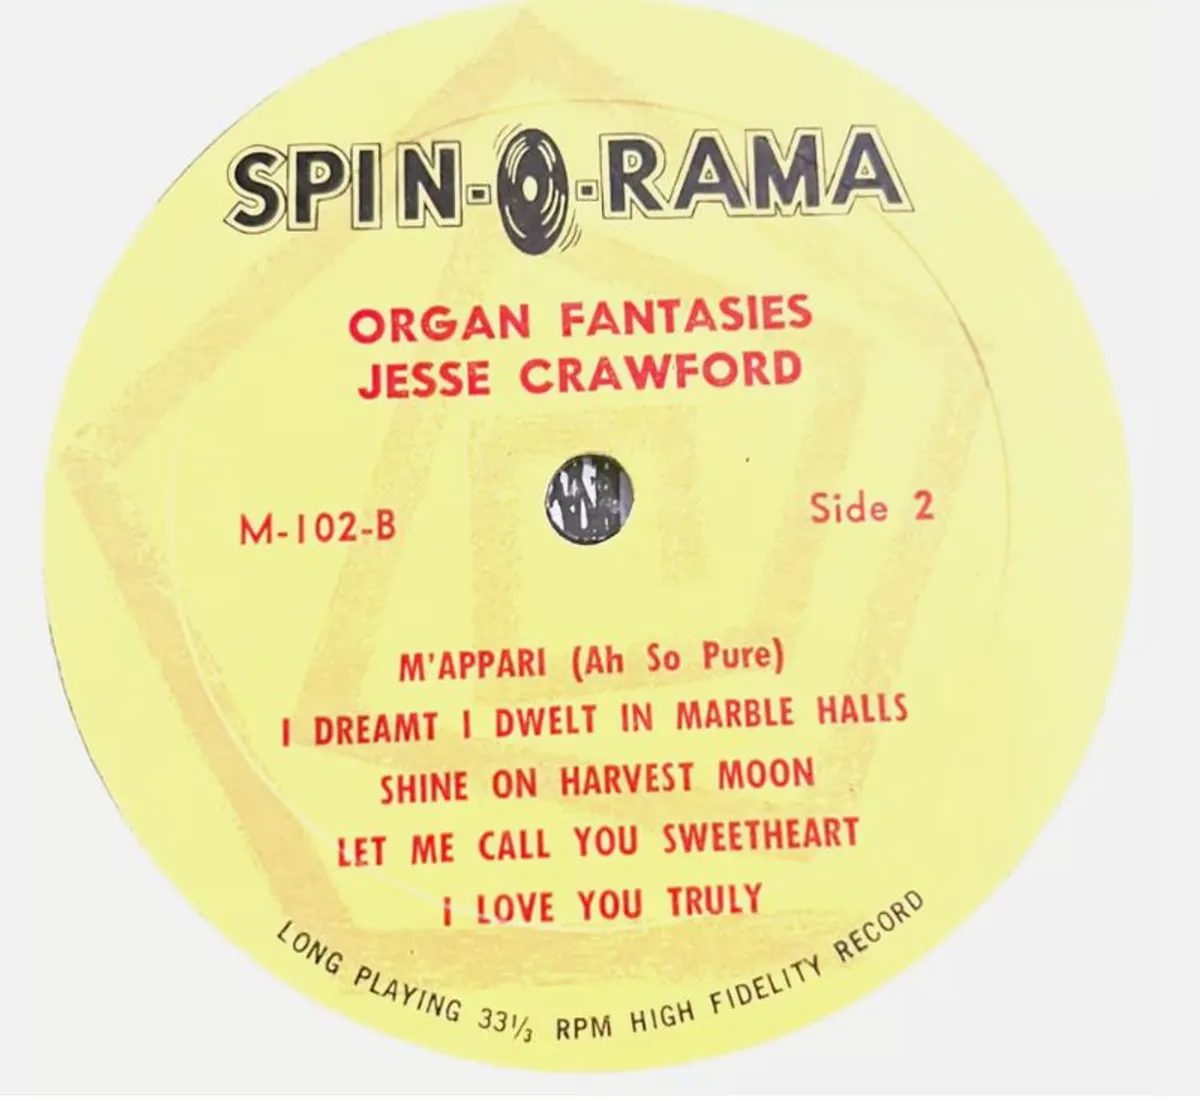 SPIN-O-RAMA
ORGAN FANTASIES
JESSE CRAWFORD
M-102-B
Side 2
M'APPARI (Ah So Pure)
I DREAMT I DWELT IN MARBLE HALLS
SHINE ON HARVEST MOON
LET ME CALL YOU SWEETHEART
I LOVE YOU TRULY
LONG PLAYING 33⅓ RPM HIGH FIDELITY RECORD